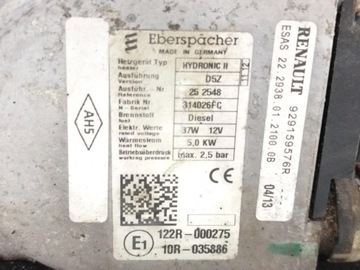 Eberspächer
MADE IN GERMANY
Heizgerät Typ HYDRONIC II
heater
Ausführung D5Z
Version
Ausführ Nr 25 2548
Reference
Fabrik Nr 314026FC
N-Serial
Brennstoff Diesel
fuel
Elektr. Werte 37W 12V
rated voltage
Wärmestrom 5,0 KW
heat flow
Betriebsüberdruck max. 2,5 bar
working pressure
E1
122R-000275
10R-035886
AH5
RENAULT 929159576R
ESAS 22 2938 01 2100 0B
04/13